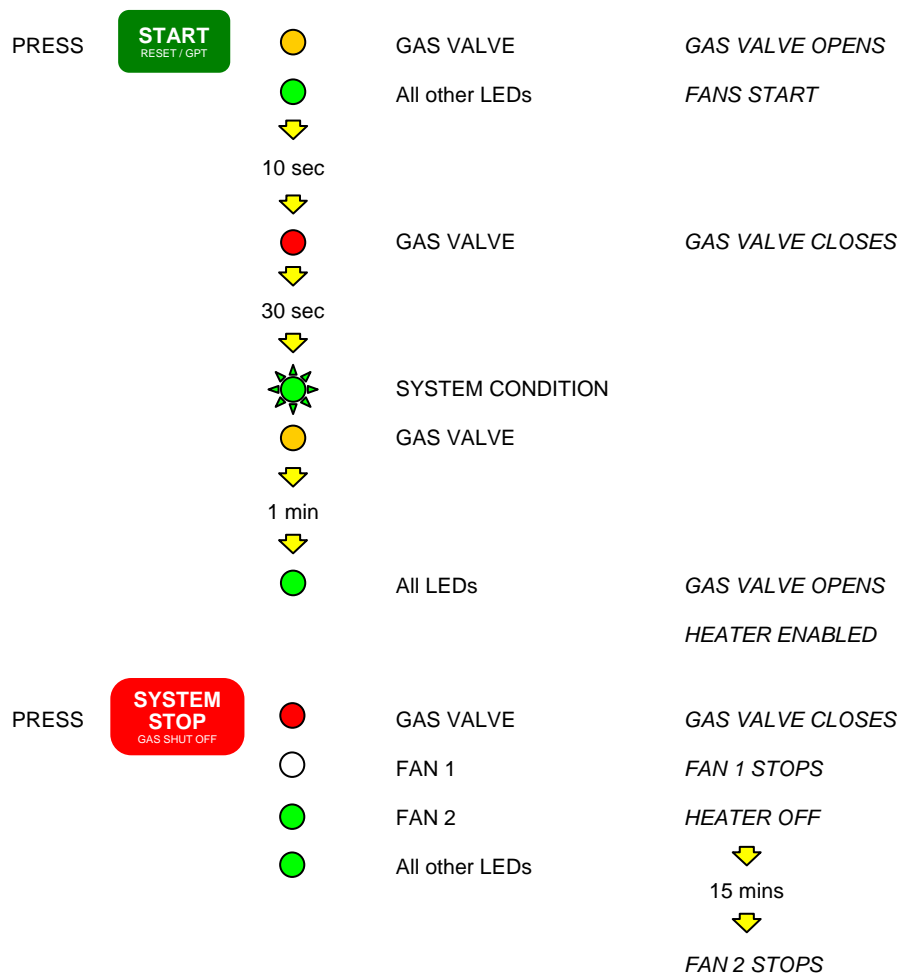 PRESS START GAS VALVE GAS VALVE OPENS
RESET / GPT
All other LEDs FANS START
10 sec
GAS VALVE GAS VALVE CLOSES
30 sec
SYSTEM CONDITION
GAS VALVE
1 min
All LEDs GAS VALVE OPENS
HEATER ENABLED
PRESS SYSTEM STOP GAS VALVE GAS VALVE CLOSES
GAS SHUT OFF
FAN 1 FAN 1 STOPS
FAN 2 HEATER OFF
All other LEDs
15 mins
FAN 2 STOPS